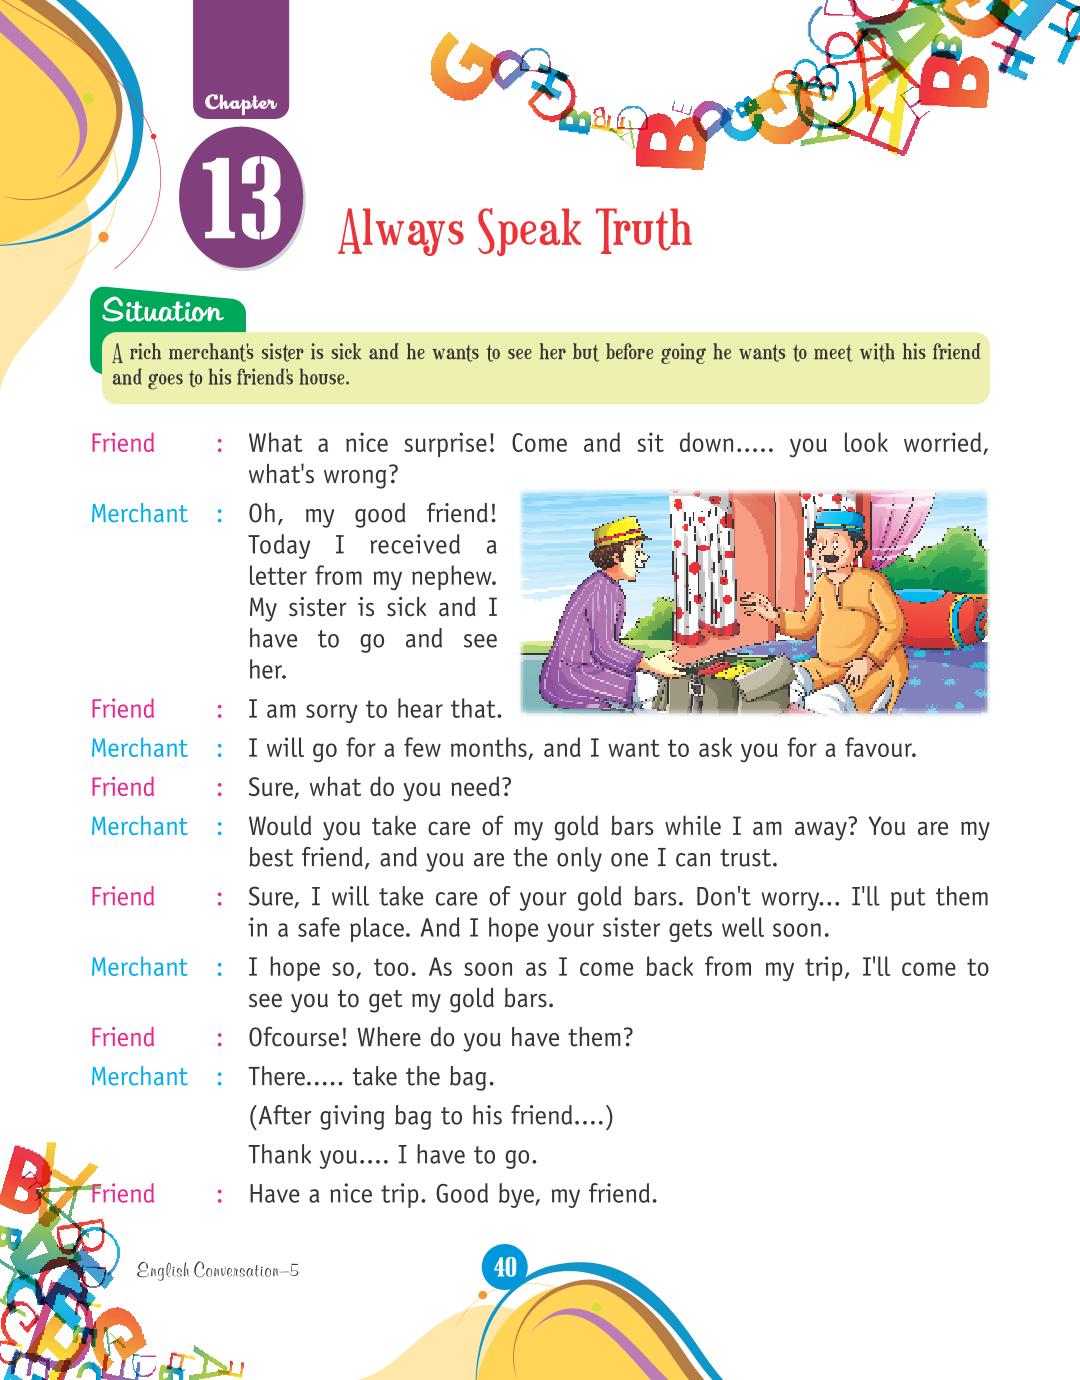 Chapter
13
Always Speak Truth
Situation
A rich merchant's sister is sick and he wants to see her but before going he wants to meet with his friend
and goes to his friend's house.
Friend : What a nice surprise! Come and sit down..... you look worried,
what's wrong?
Merchant : Oh, my good friend!
Today I received a
letter from my nephew.
My sister is sick and I
have to go and see
her.
Friend : I am sorry to hear that.
Merchant : I will go for a few months, and I want to ask you for a favour.
Friend : Sure, what do you need?
Merchant : Would you take care of my gold bars while I am away? You are my
best friend, and you are the only one I can trust.
Friend : Sure, I will take care of your gold bars. Don't worry... I'll put them
in a safe place. And I hope your sister gets well soon.
Merchant : I hope so, too. As soon as I come back from my trip, I'll come to
see you to get my gold bars.
Friend : Ofcourse! Where do you have them?
Merchant : There..... take the bag.
(After giving bag to his friend....)
Thank you.... I have to go.
Friend : Have a nice trip. Good bye, my friend.
English Conversation–5
40